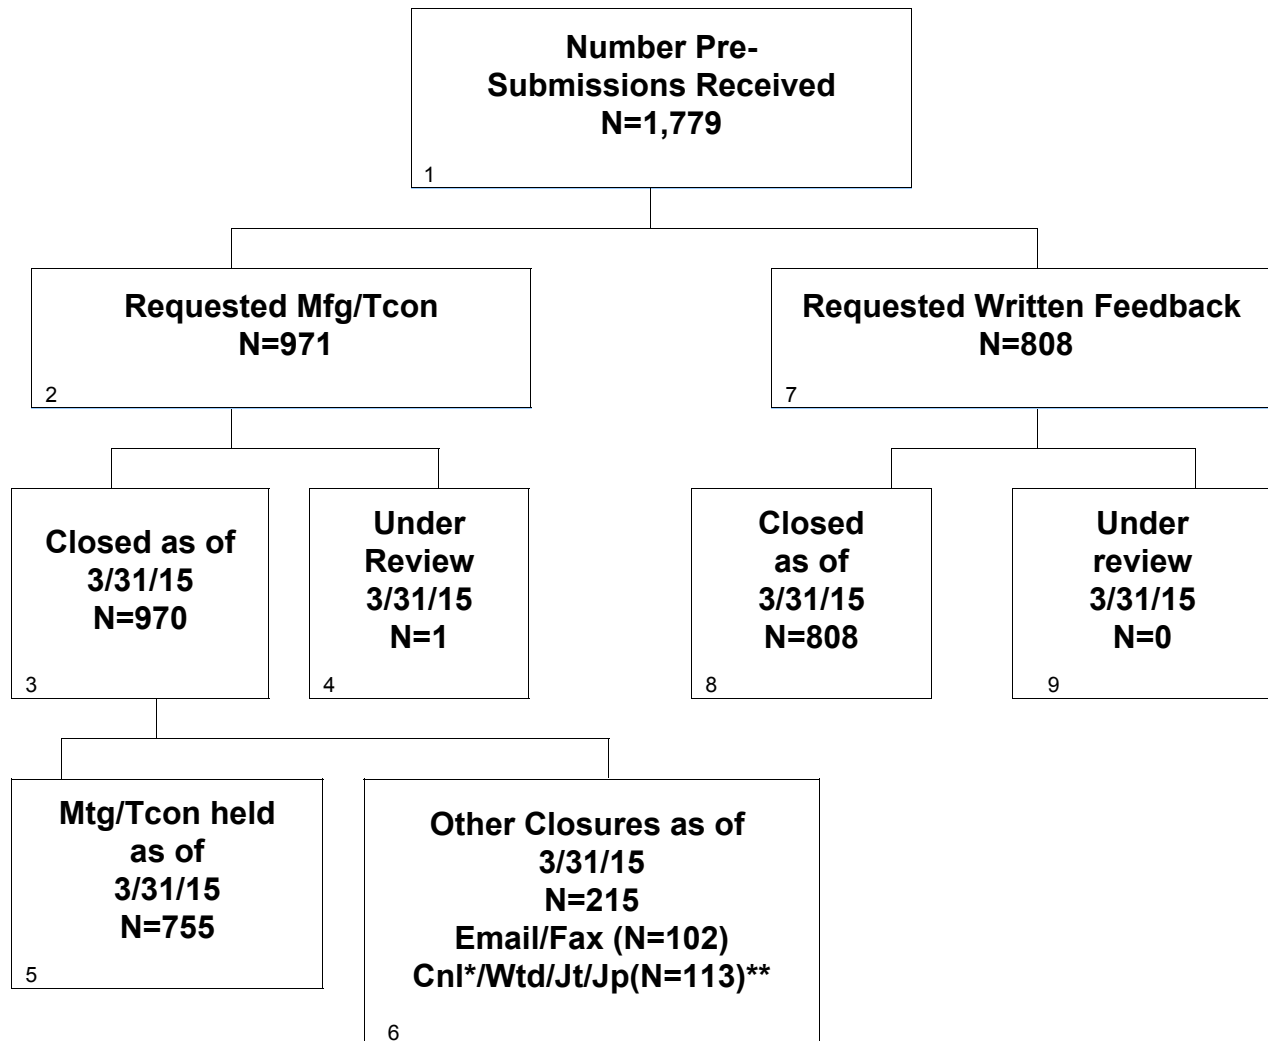 Number Pre-
Submissions Received
N=1,779
1
Requested Mfg/Tcon
N=971
2
Requested Written Feedback
N=808
7
Closed as of
3/31/15
N=970
3
Under
Review
3/31/15
N=1
4
Closed
as of
3/31/15
N=808
8
Under
review
3/31/15
N=0
9
Mtg/Tcon held
as of
3/31/15
N=755
5
Other Closures as of
3/31/15
N=215
Email/Fax (N=102)
Cnl*/Wtd/Jt/Jp(N=113)**
6